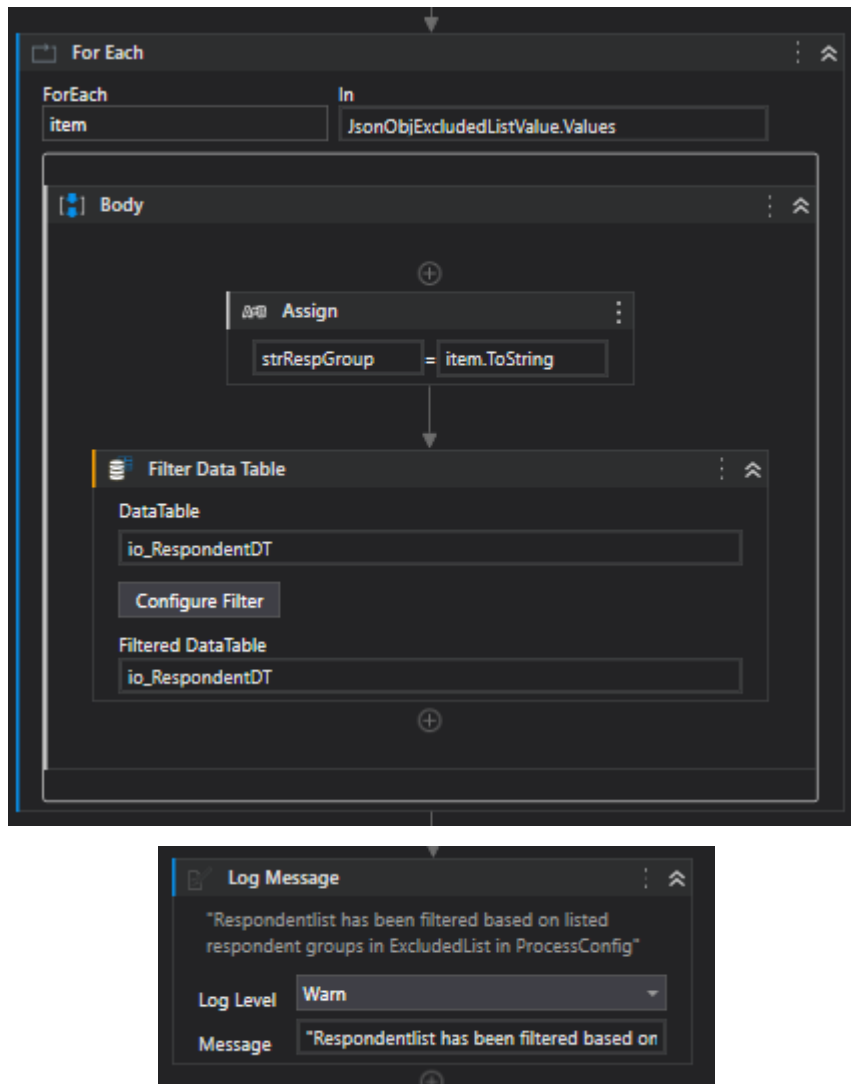 For Each
ForEach In
item JsonObjExcludedListValue.Values
Body
Assign
strRespGroup = item.ToString
Filter Data Table
DataTable
io_RespondentDT
Configure Filter
Filtered DataTable
io_RespondentDT
Log Message
"Respondentlist has been filtered based on listed
respondent groups in ExcludedList in ProcessConfig"
Log Level Warn
Message "Respondentlist has been filtered based on